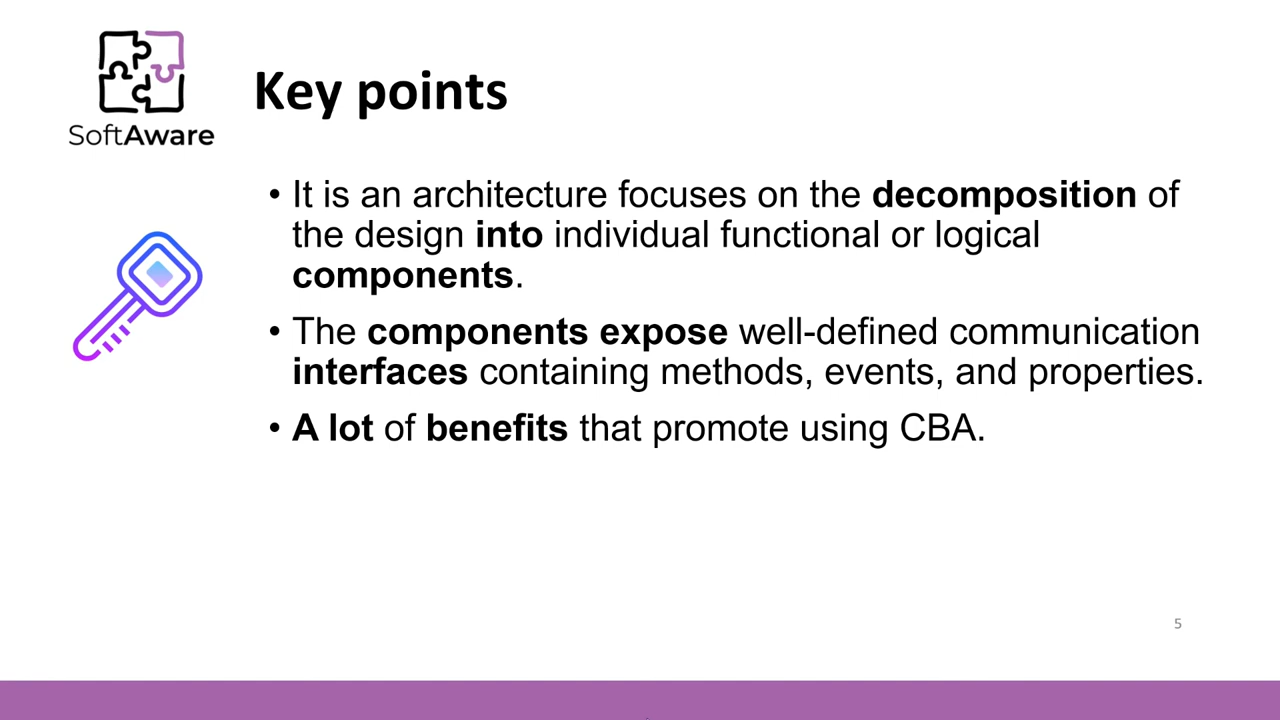 SoftAware
Key points
• It is an architecture focuses on the decomposition of
the design into individual functional or logical
components.
• The components expose well-defined communication
interfaces containing methods, events, and properties.
• A lot of benefits that promote using CBA.
5